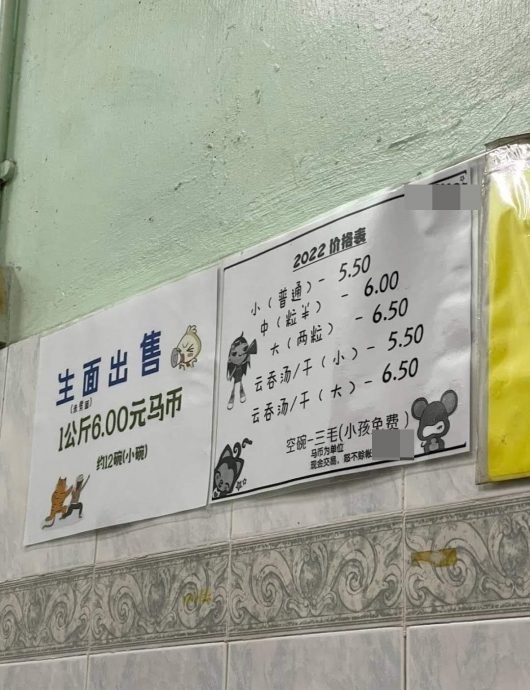 生面出售
1公斤6.00元马币
约12碗(小碗)
2022 价格表
小(普通)- 5.50
中(粒半) - 6.00
大(两粒) - 6.50
云吞汤/干(小)- 5.50
云吞汤/干(大)- 6.50
空碗-三毛(小孩免费)
马币为单位
现金交易，恕不赊帐